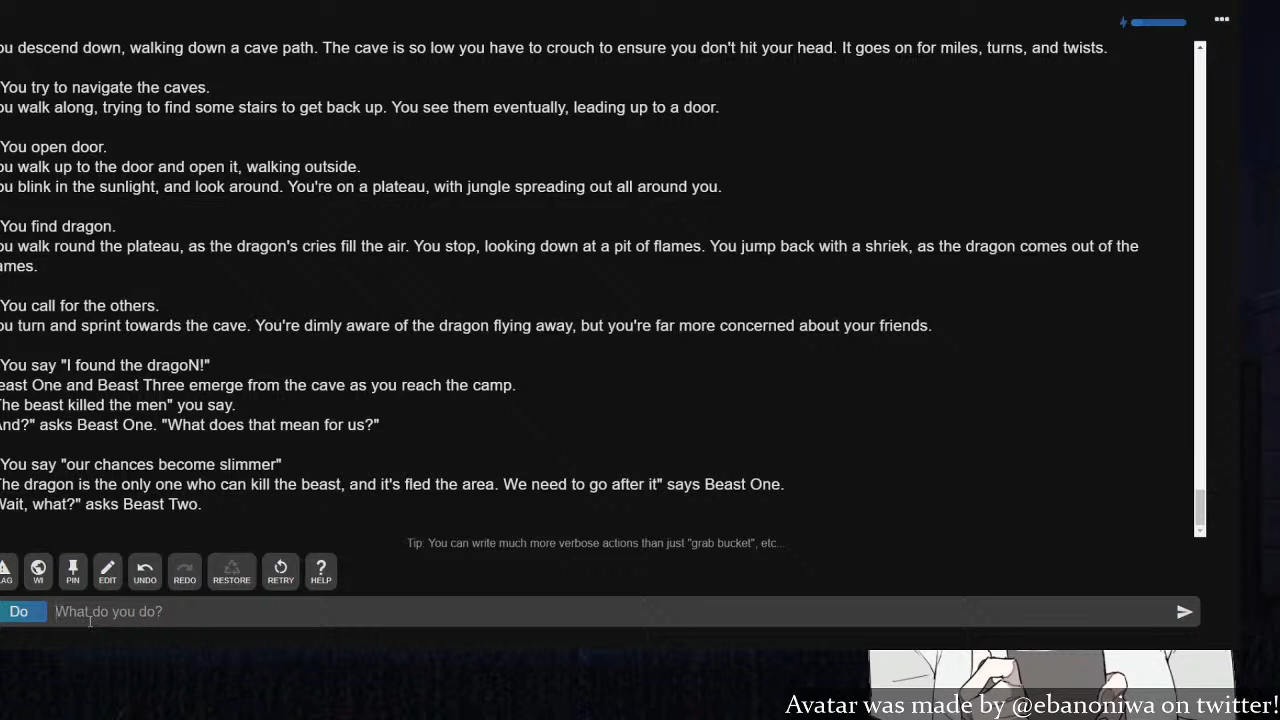 ou descend down, walking down a cave path. The cave is so low you have to crouch to ensure you don't hit your head. It goes on for miles, turns, and twists.
You try to navigate the caves.
ou walk along, trying to find some stairs to get back up. You see them eventually, leading up to a door.
You open door.
ou walk up to the door and open it, walking outside.
ou blink in the sunlight, and look around. You're on a plateau, with jungle spreading out all around you.
You find dragon.
ou walk round the plateau, as the dragon's cries fill the air. You stop, looking down at a pit of flames. You jump back with a shriek, as the dragon comes out of the
ames.
You call for the others.
ou turn and sprint towards the cave. You're dimly aware of the dragon flying away, but you're far more concerned about your friends.
You say "I found the dragoN!"
east One and Beast Three emerge from the cave as you reach the camp.
The beast killed the men" you say.
And?" asks Beast One. "What does that mean for us?"
You say "our chances become slimmer"
The dragon is the only one who can kill the beast, and it's fled the area. We need to go after it" says Beast One.
Wait, what?" asks Beast Two.
Tip: You can write much more verbose actions than just "grab bucket", etc...
LAG WI PIN EDIT UNDO REDO RESTORE RETRY HELP
Do What do you do?
Avatar was made by @ebanoniwa on twitter!